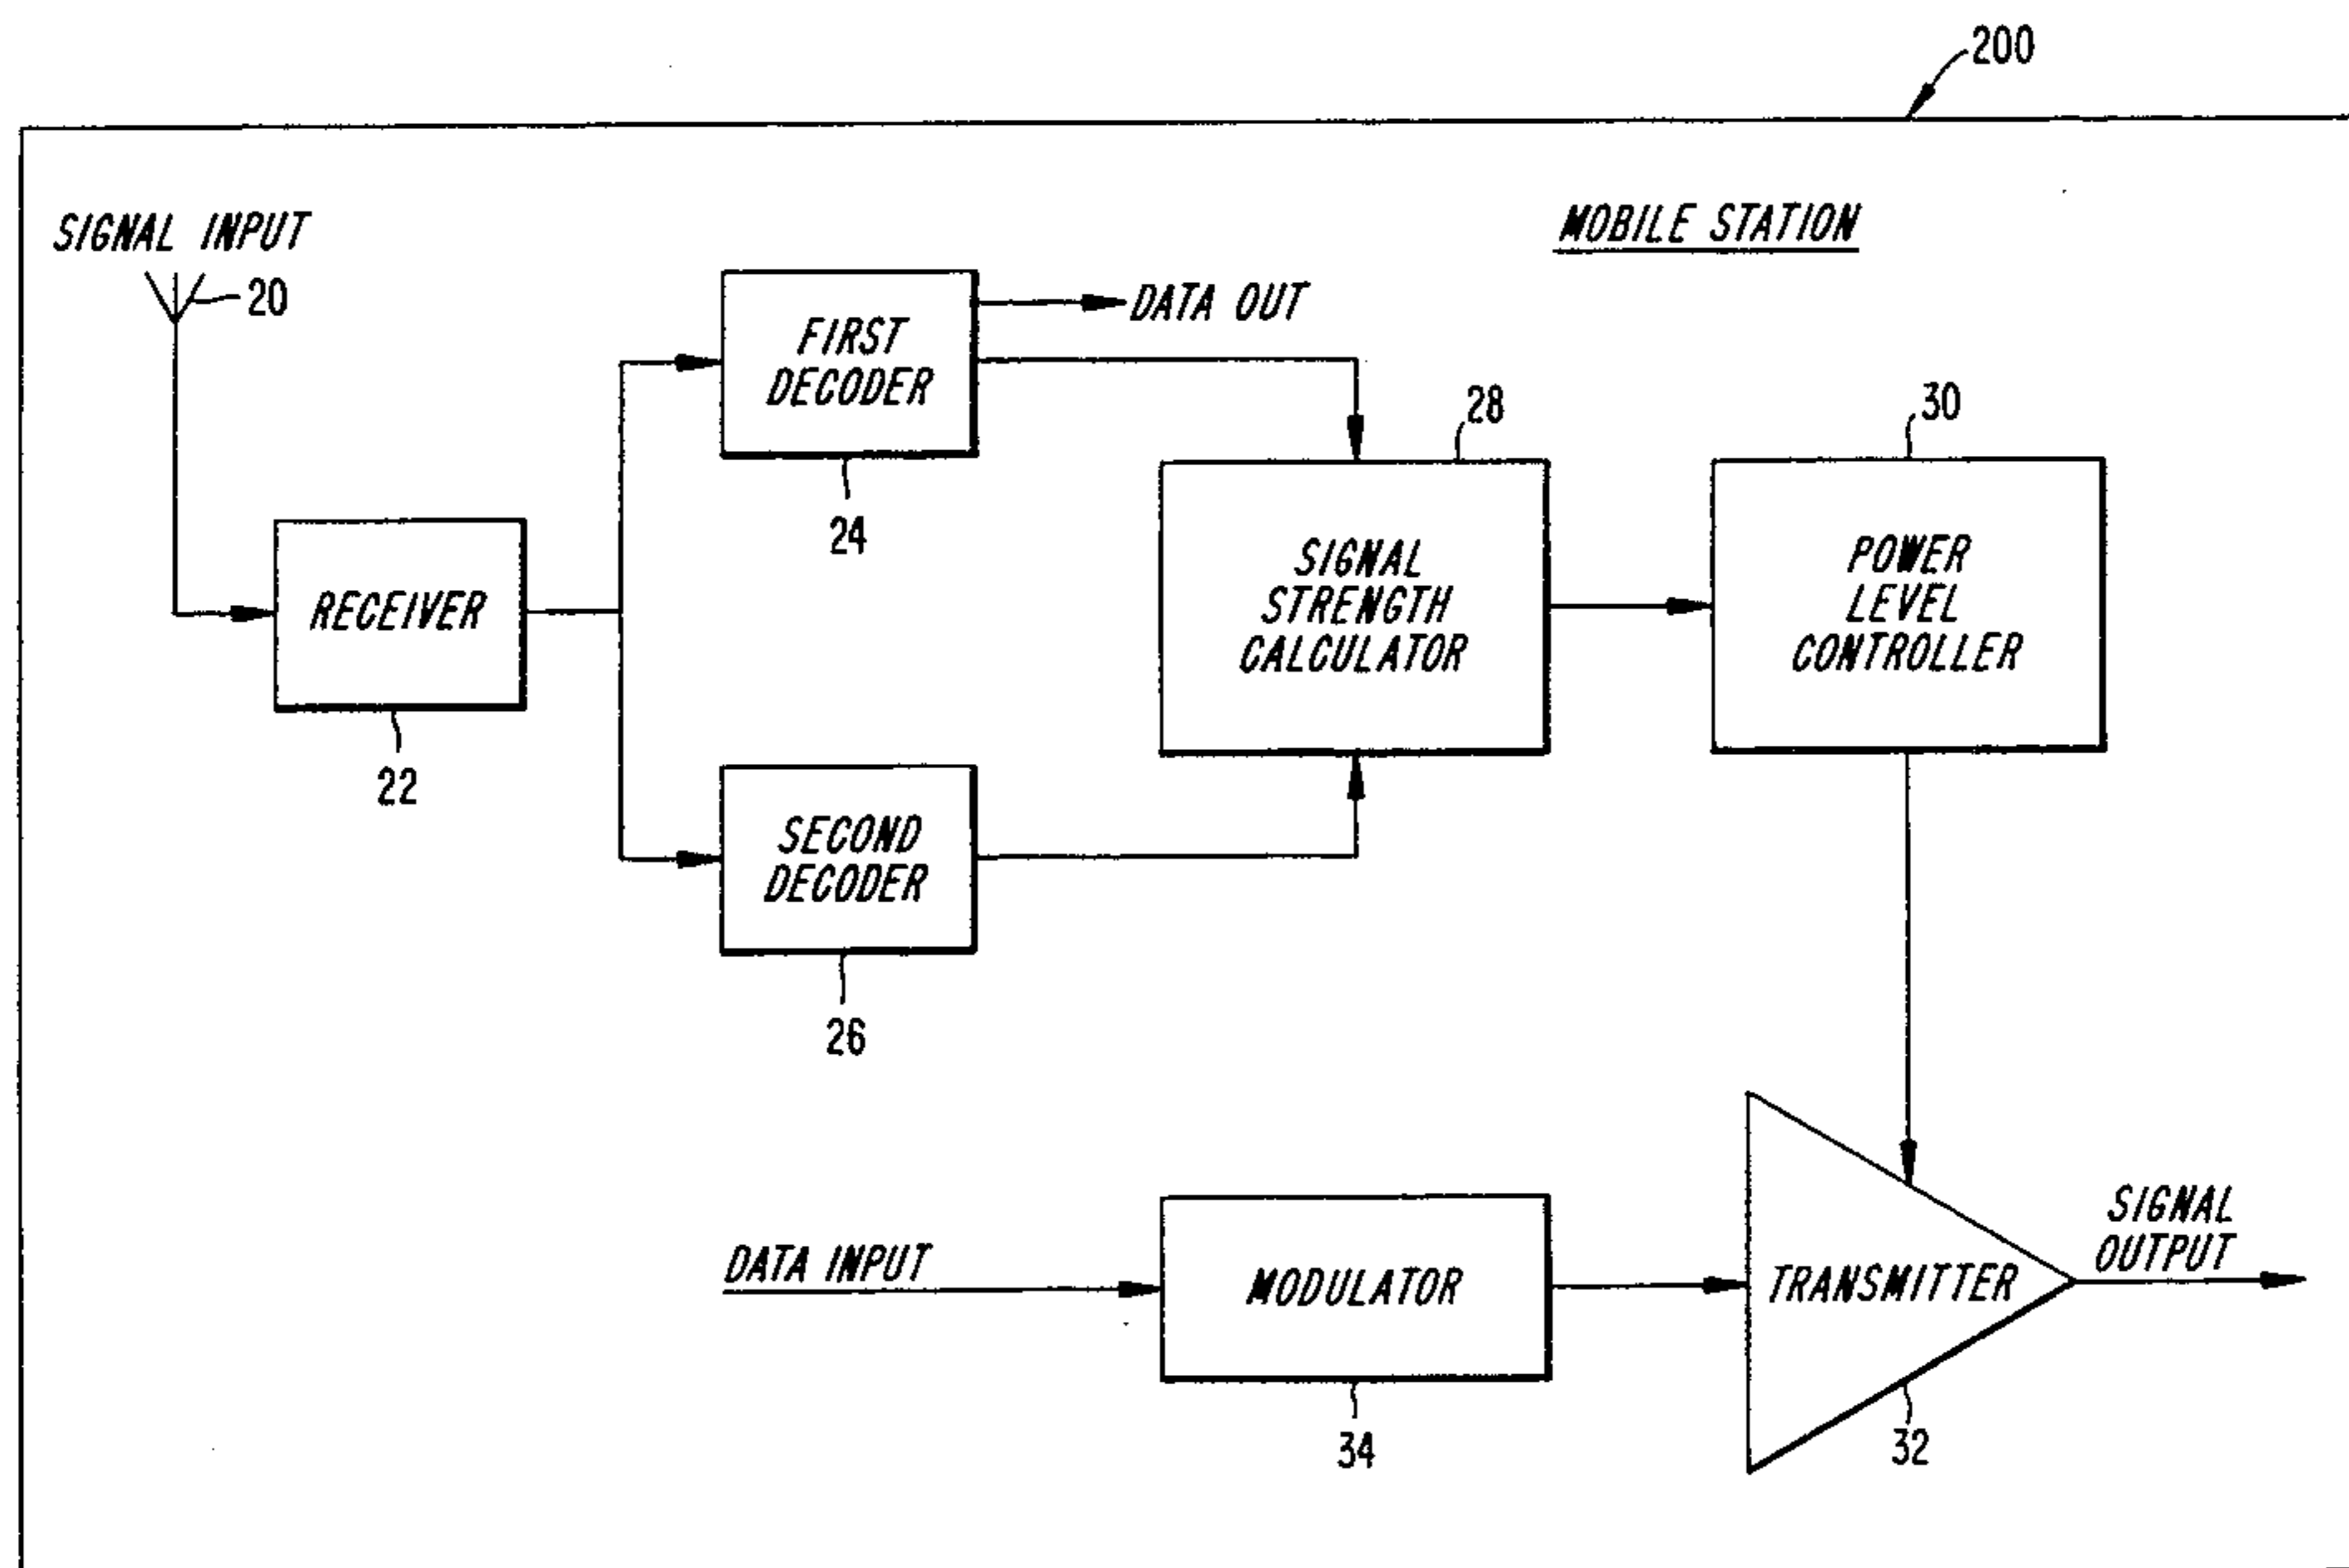 200
MOBILE STATION
SIGNAL INPUT
20
DATA OUT
FIRST
DECODER
24
28
30
RECEIVER
22
SIGNAL
STRENGTH
CALCULATOR
POWER
LEVEL
CONTROLLER
SECOND
DECODER
26
DATA INPUT
MODULATOR
34
TRANSMITTER
32
SIGNAL
OUTPUT